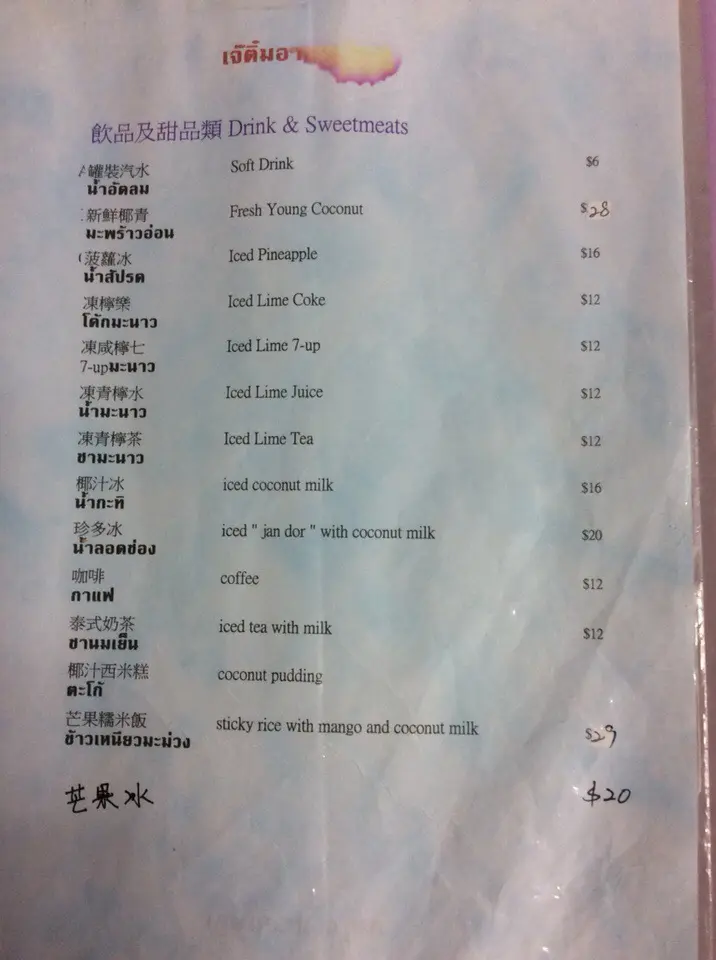 เจ๊ติ๋มอา
飲品及甜品類 Drink & Sweetmeats
罐裝汽水 Soft Drink $6
น้ำอัดลม
新鮮椰青 Fresh Young Coconut $28
มะพร้าวอ่อน
菠蘿冰 Iced Pineapple $16
น้ำสัปรด
凍檸樂 Iced Lime Coke $12
โค้กมะนาว
凍咸檸七 Iced Lime 7-up $12
7-upมะนาว
凍青檸水 Iced Lime Juice $12
น้ำมะนาว
凍青檸茶 Iced Lime Tea $12
ชามะนาว
椰汁冰 iced coconut milk $16
น้ำกะทิ
珍多冰 iced " jan dor " with coconut milk $20
น้ำลอดช่อง
咖啡 coffee $12
กาแฟ
泰式奶茶 iced tea with milk $12
ชานมเย็น
椰汁西米糕 coconut pudding
ตะโก้
芒果糯米飯 sticky rice with mango and coconut milk $29
ข้าวเหนียวมะม่วง
芒果冰 $20